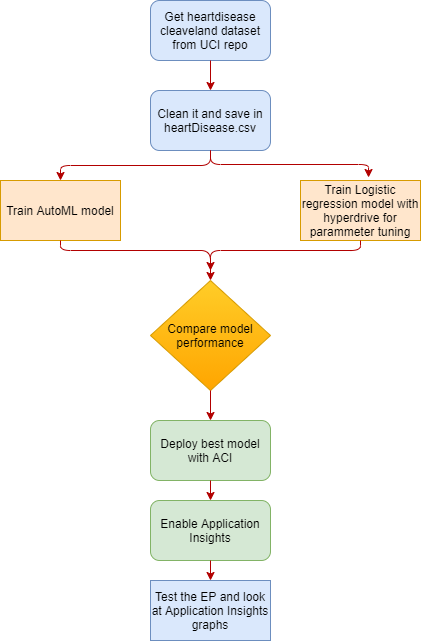 Get heartdisease
cleaveland dataset
from UCI repo
Clean it and save in
heartDisease.csv
Train AutoML model
Train Logistic
regression model with
hyperdrive for
parammeter tuning
Compare model
performance
Deploy best model
with ACI
Enable Application
Insights
Test the EP and look
at Application Insights
graphs